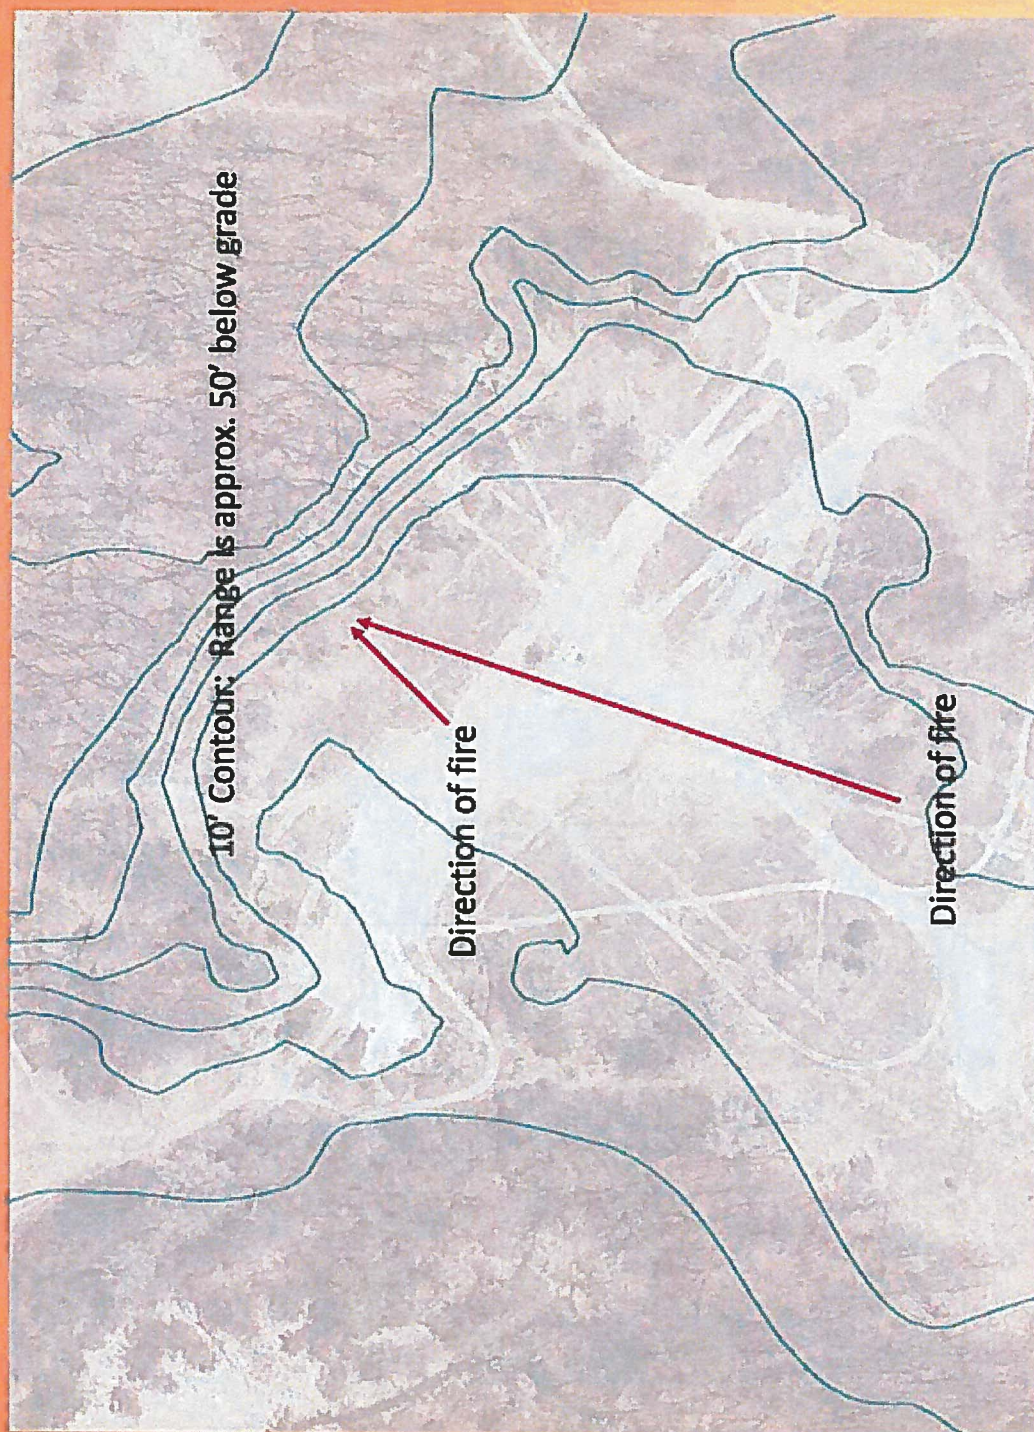 10' Contour: Range is approx. 50' below grade
Direction of fire
Direction of fire